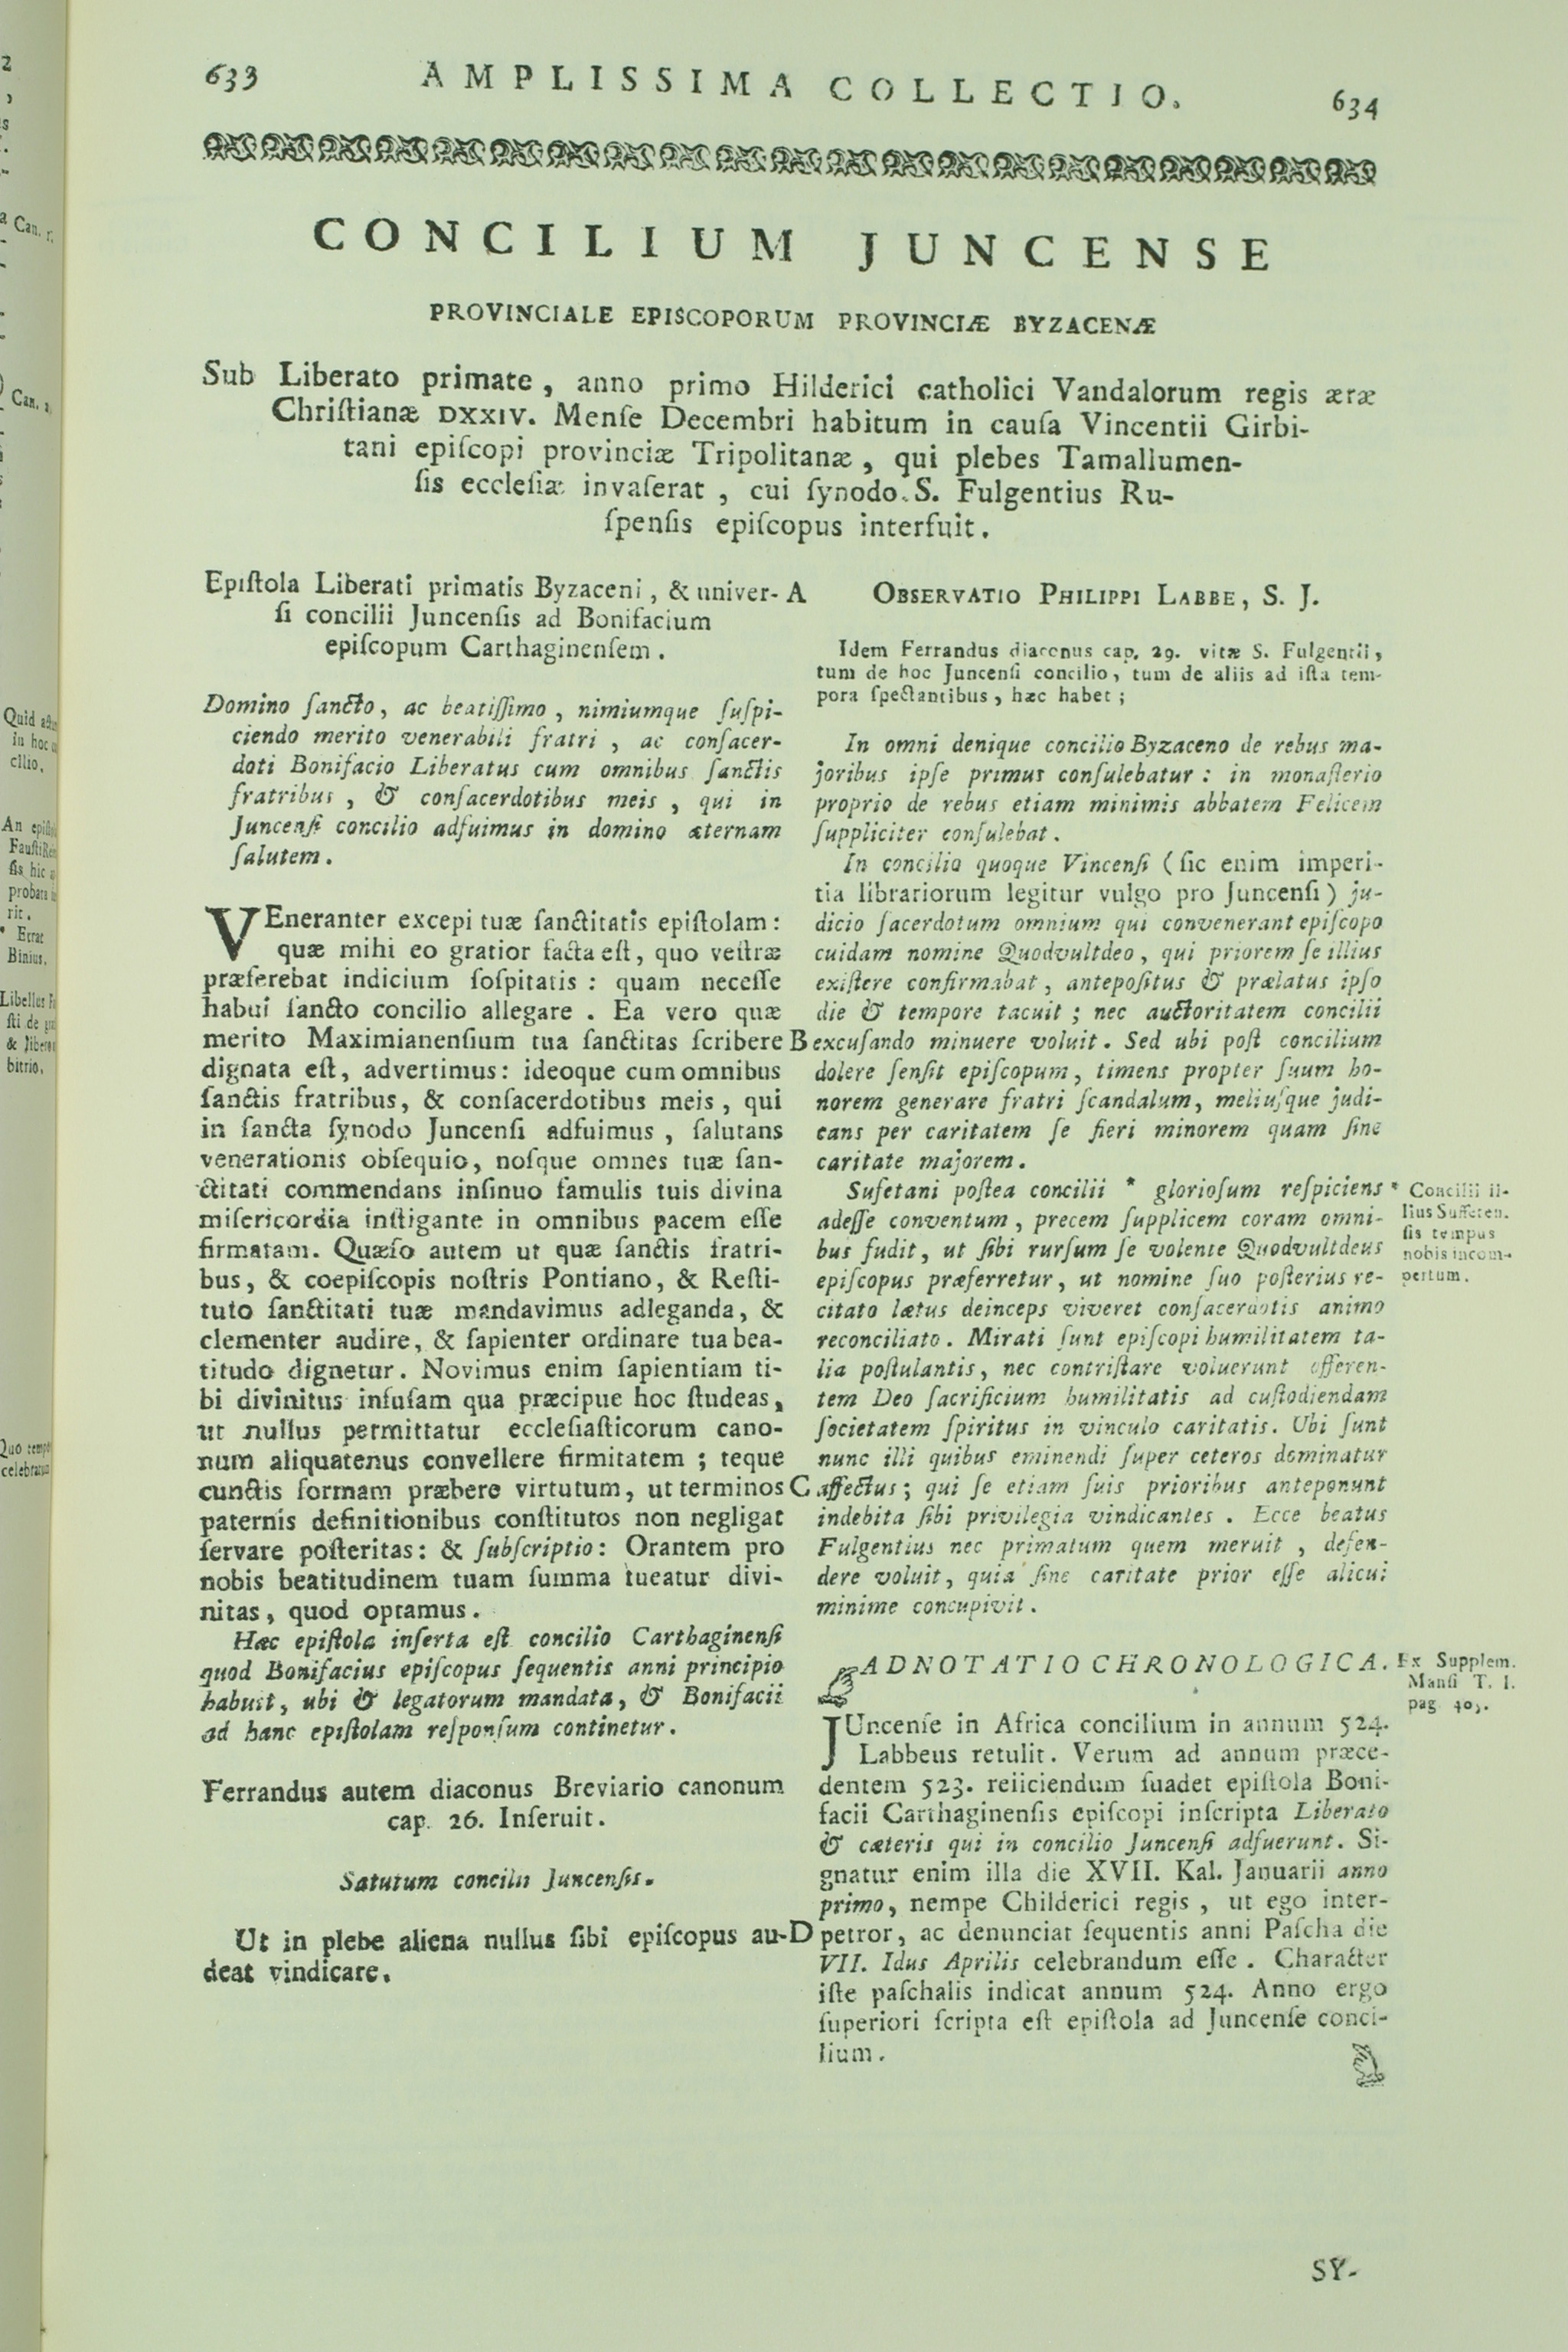 633
AMPLISSIMA COLLECTIO.
634
CONCILIUM JUNCENSE
PROVINCIALE EPISCOPORUM PROVINCIÆ BYZACENÆ
Sub Liberato primate, anno primo Hilderici catholici Vandalorum regis æræ
Chriſtianæ DXXIV. Menſe Decembri habitum in cauſa Vincentii Girbi-
tani epiſcopi provinciæ Tripolitanæ, qui plebes Tamallumen-
ſis eccleſiæ invaſerat, cui ſynodo S. Fulgentius Ru-
ſpenſis epiſcopus interfuit.
Epiſtola Liberati primatis Byzaceni, & univer-
ſi concilii Juncenſis ad Bonifacium
epiſcopum Carthaginenſem.
Domino ſancto, ac beatiſſimo, nimiumque ſuſpi-
ciendo merito venerabili fratri, ac conſacer-
doti Bonifacio Liberatus cum omnibus ſanctis
fratribus, & conſacerdotibus meis, qui in
Juncenſi concilio adfuimus in domino æternam
ſalutem.
VEneranter excepi tuæ ſanctitatis epiſtolam:
quæ mihi eo gratior facta eſt, quo veſtræ
præferebat indicium ſoſpitatis: quam neceſſe
habui ſancto concilio allegare. Ea vero quæ
merito Maximianenſium tua ſanctitas ſcribere
dignata eſt, advertimus: ideoque cum omnibus
ſanctis fratribus, & conſacerdotibus meis, qui
in ſancta ſynodo Juncenſi adfuimus, ſalutans
venerationis obſequio, noſque omnes tuæ ſan-
ctitati commendans inſinuo famulis tuis divina
miſericordia inſtigante in omnibus pacem eſſe
firmatam. Quæſo autem ut quæ ſanctis fratri-
bus, & coepiſcopis noſtris Pontiano, & Reſti-
tuto ſanctitati tuæ mandavimus adleganda, &
clementer audire, & ſapienter ordinare tua bea-
titudo dignetur. Novimus enim ſapientiam ti-
bi divinitus infuſam qua præcipue hoc ſtudeas,
ut nullus permittatur eccleſiaſticorum cano-
num aliquatenus convellere firmitatem; teque
cunctis formam præbere virtutum, ut terminos
paternis definitionibus conſtitutos non negligat
ſervare poſteritas: & ſubſcriptio: Orantem pro
nobis beatitudinem tuam ſumma tueatur divi-
nitas, quod optamus.
Hæc epiſtola inſerta eſt concilio Carthaginenſi
quod Bonifacius epiſcopus ſequentis anni principio
habuit, ubi & legatorum mandata, & Bonifacii
ad hanc epiſtolam reſponſum continetur.
Ferrandus autem diaconus Breviario canonum
cap. 26. Inſeruit.
Satutum concilii Juncenſis.
Ut in plebe aliena nullus ſibi epiſcopus au-
deat vindicare.
A
B
C
D
OBSERVATIO PHILIPPI LABBE, S. J.
Idem Ferrandus diaconus cap. 29. vitæ S. Fulgentii,
tum de hoc Juncenſi concilio, tum de aliis ad iſta tem-
pora ſpectantibus, hæc habet;
In omni denique concilio Byzaceno de rebus ma-
joribus ipſe primus conſulebatur: in monaſterio
proprio de rebus etiam minimis abbatem Felicem
ſuppliciter conſulebat.
In concilio quoque Vincenſi (ſic enim imperi-
tia librariorum legitur vulgo pro Juncenſi) ju-
dicio ſacerdotum omnium qui convenerant epiſcopo
cuidam nomine Quodvultdeo, qui priorem ſe illius
exiſtere confirmabat, antepoſitus & prælatus ipſo
die & tempore tacuit; nec auctoritatem concilii
excuſando minuere voluit. Sed ubi poſt concilium
dolere ſenſit epiſcopum, timens propter ſuum ho-
norem generare fratri ſcandalum, meliuſque judi-
cans per caritatem ſe fieri minorem quam ſine
caritate majorem.
Sufetani poſtea concilii * glorioſum reſpiciens
adeſſe conventum, precem ſupplicem coram omni-
bus fudit, ut ſibi rurſum ſe volente Quodvultdeus
epiſcopus præferretur, ut nomine ſuo poſterius re-
citato lætus deinceps viveret conſacerdotis animo
reconciliato. Mirati ſunt epiſcopi humilitatem ta-
lia poſtulantis, nec contriſtare voluerunt offeren-
tem Deo ſacrificium humilitatis ad cuſtodiendam
ſocietatem ſpiritus in vinculo caritatis. Ubi ſunt
nunc illi quibus eminendi ſuper ceteros dominatur
affectus; qui ſe etiam ſuis prioribus anteponunt
indebita ſibi privilegia vindicantes. Ecce beatus
Fulgentius nec primatum quem meruit, defen-
dere voluit, quia ſine caritate prior eſſe alicui
minime concupivit.
* Concilii il-
lius Suffeten.
ſis tempus
nobis incom-
pertum.
ADNOTATIO CHRONOLOGICA.
Ex Supplem.
Manſi T. I.
pag 405.
JUncenſe in Africa concilium in annum 524.
Labbeus retulit. Verum ad annum præce-
dentem 523. reiiciendum ſuadet epiſtola Boni-
facii Carthaginenſis epiſcopi inſcripta Liberato
& cæteris qui in concilio Juncenſi adfuerunt. Si-
gnatur enim illa die XVII. Kal. Januarii anno
primo, nempe Childerici regis, ut ego inter-
petror, ac denunciat ſequentis anni Paſcha die
VII. Idus Aprilis celebrandum eſſe. Character
iſte paſchalis indicat annum 524. Anno ergo
ſuperiori ſcripta eſt epiſtola ad Juncenſe conci-
lium.
SY-